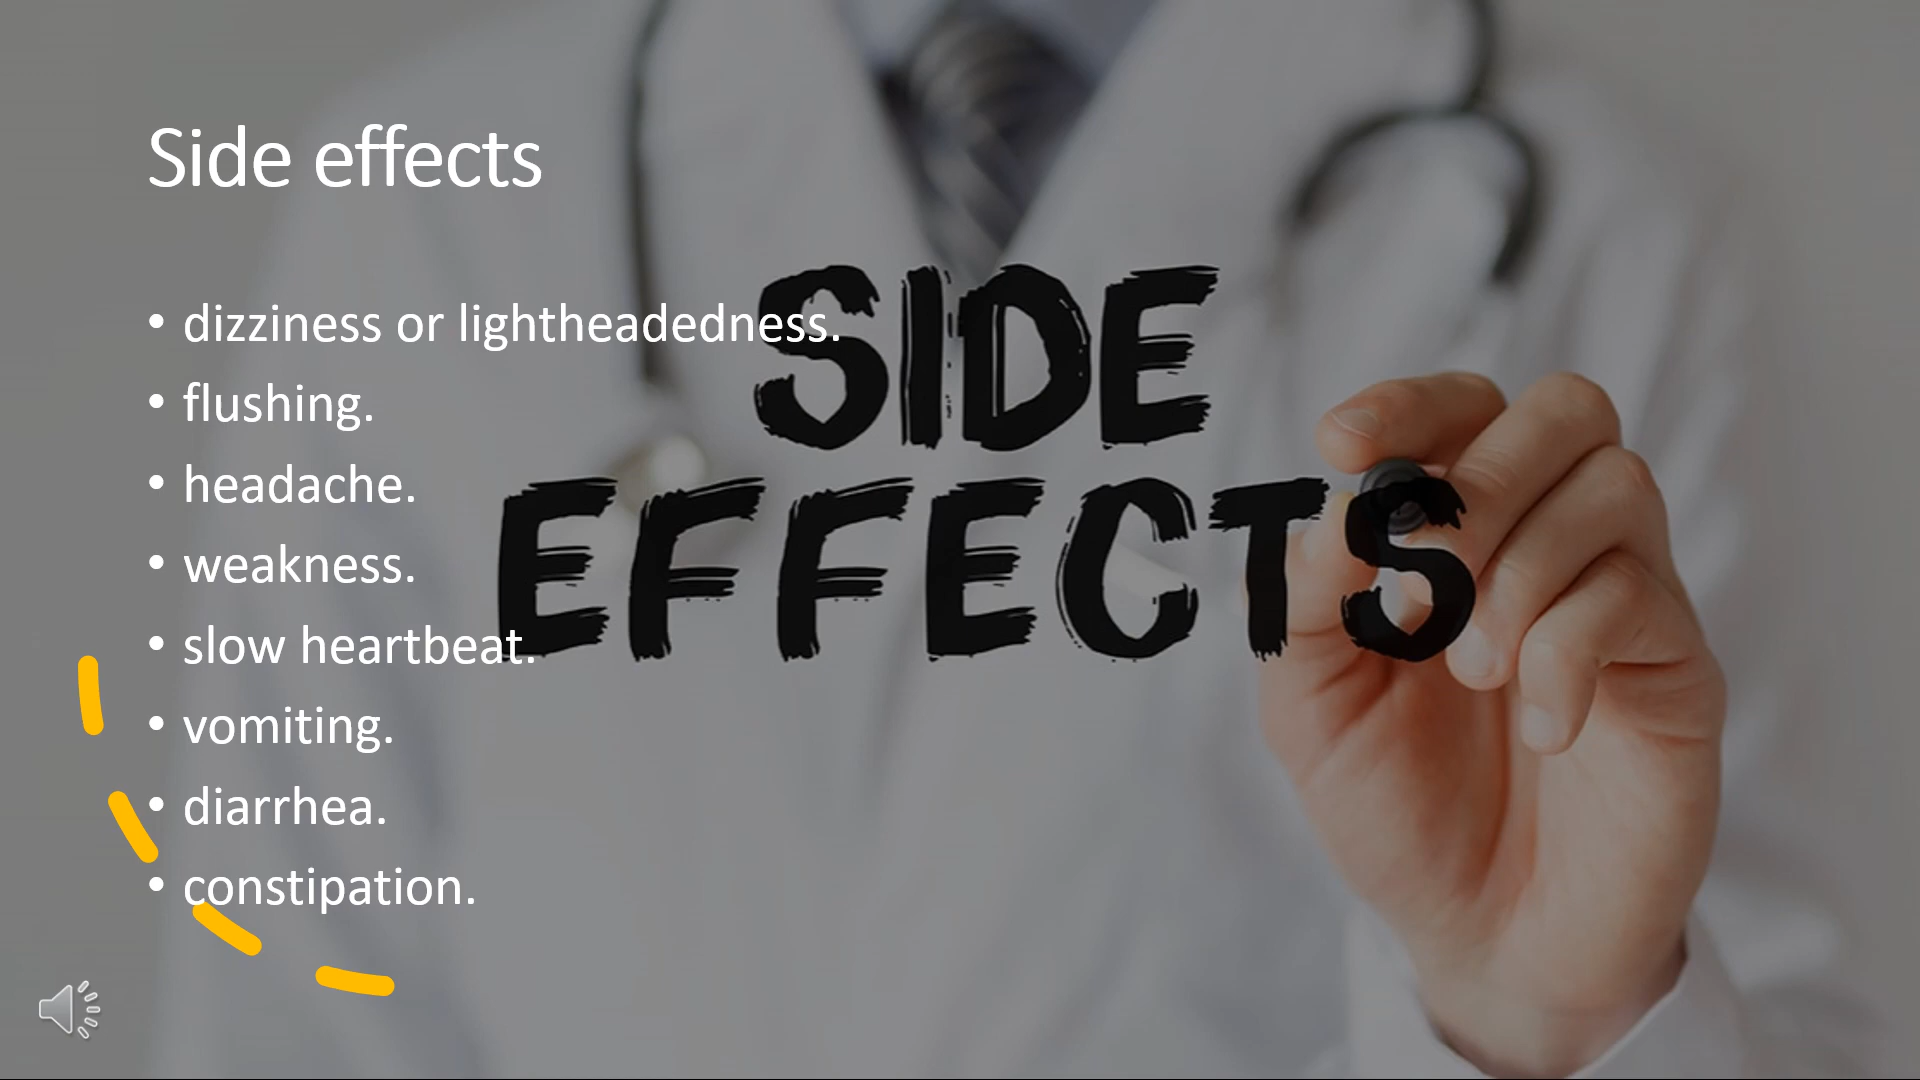 Side effects
SIDE
EFFECTS
• dizziness or lightheadedness.
• flushing.
• headache.
• weakness.
• slow heartbeat.
• vomiting.
• diarrhea.
• constipation.